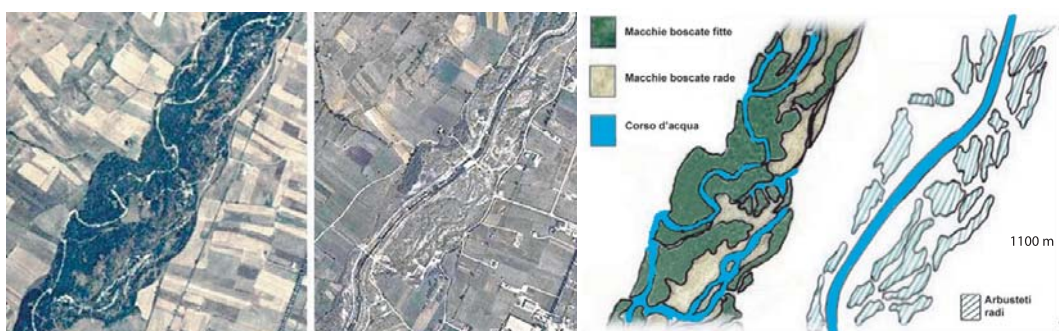 Macchie boscate fitte
Macchie boscate rade
Corso d'acqua
1100 m
Arbusteti
radi